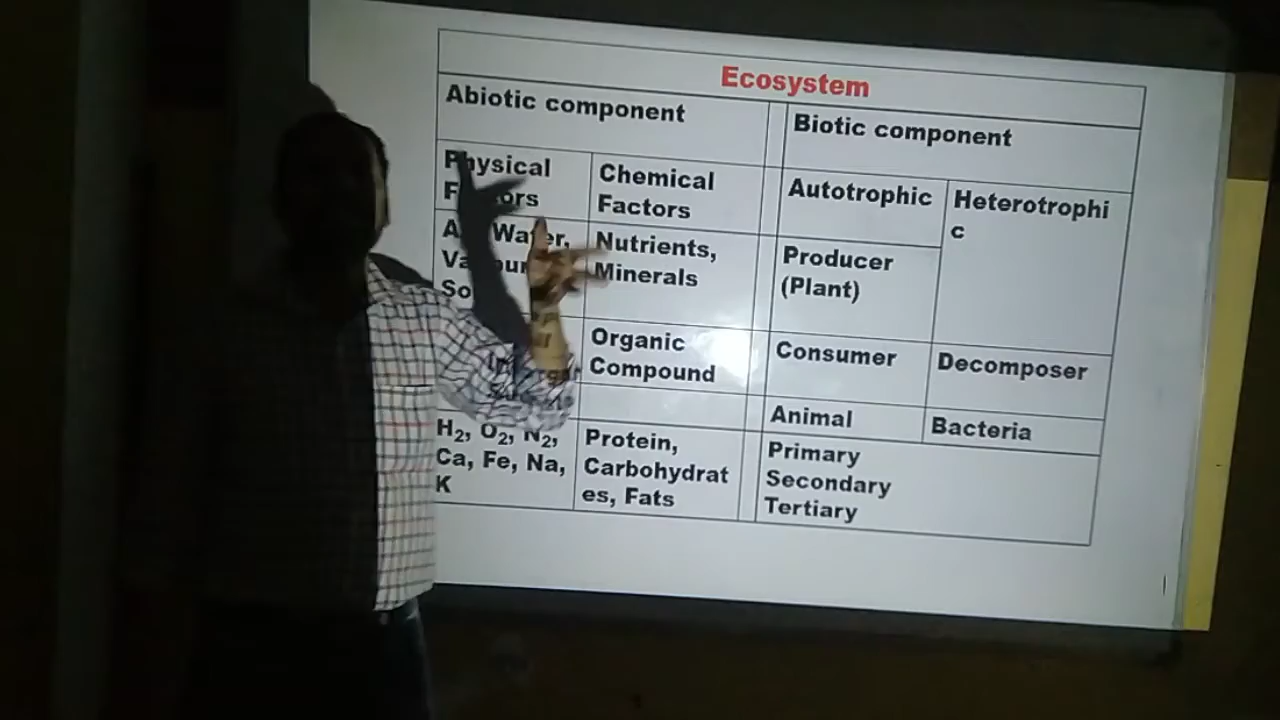 Ecosystem
Abiotic component
Biotic component
Physical
Chemical
Factors
Autotrophic
Heterotrophi
c
Nutrients,
Minerals
Producer
(Plant)
Organic
Compound
Consumer
Decomposer
Animal
Bacteria
H₂, O₂, N₂,
Ca, Fe, Na,
K
Protein,
Carbohydrat
es, Fats
Primary
Secondary
Tertiary